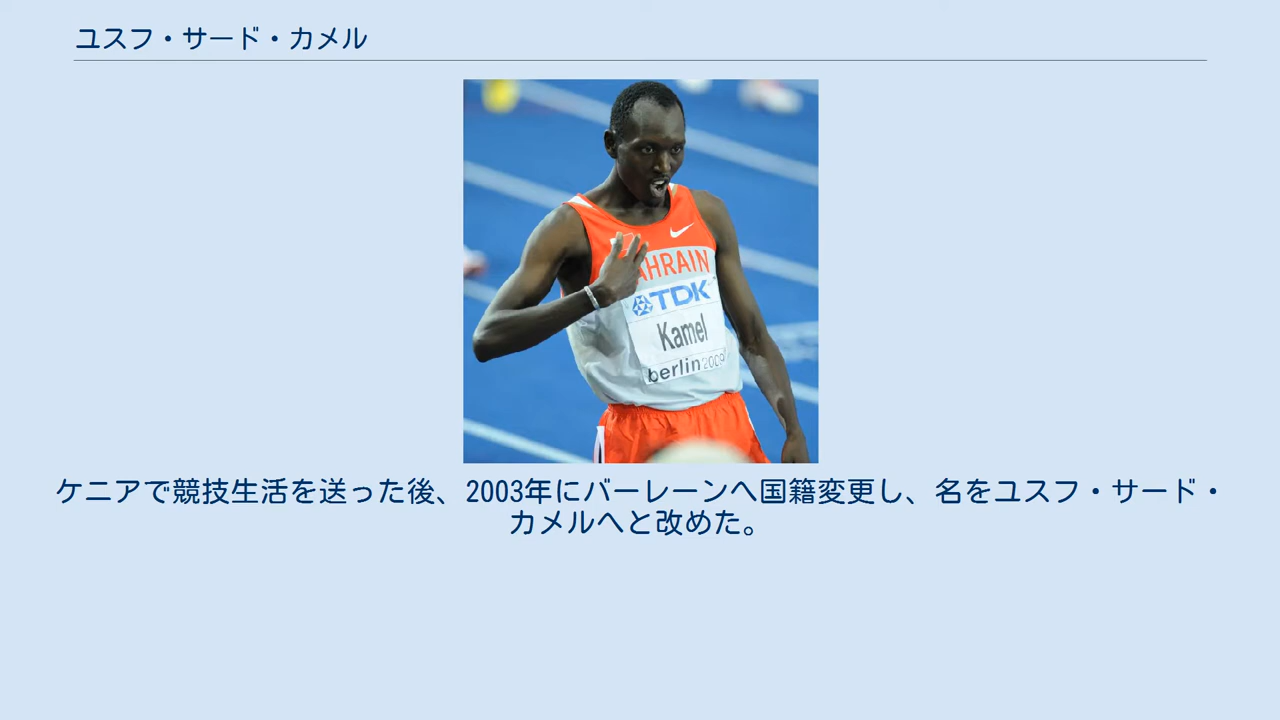 ユスフ・サード・カメル
AHRAIN
TDK
Kamel
berlin 2009
ケニアで競技生活を送った後、2003年にバーレーンへ国籍変更し、名をユスフ・サード・
カメルへと改めた。